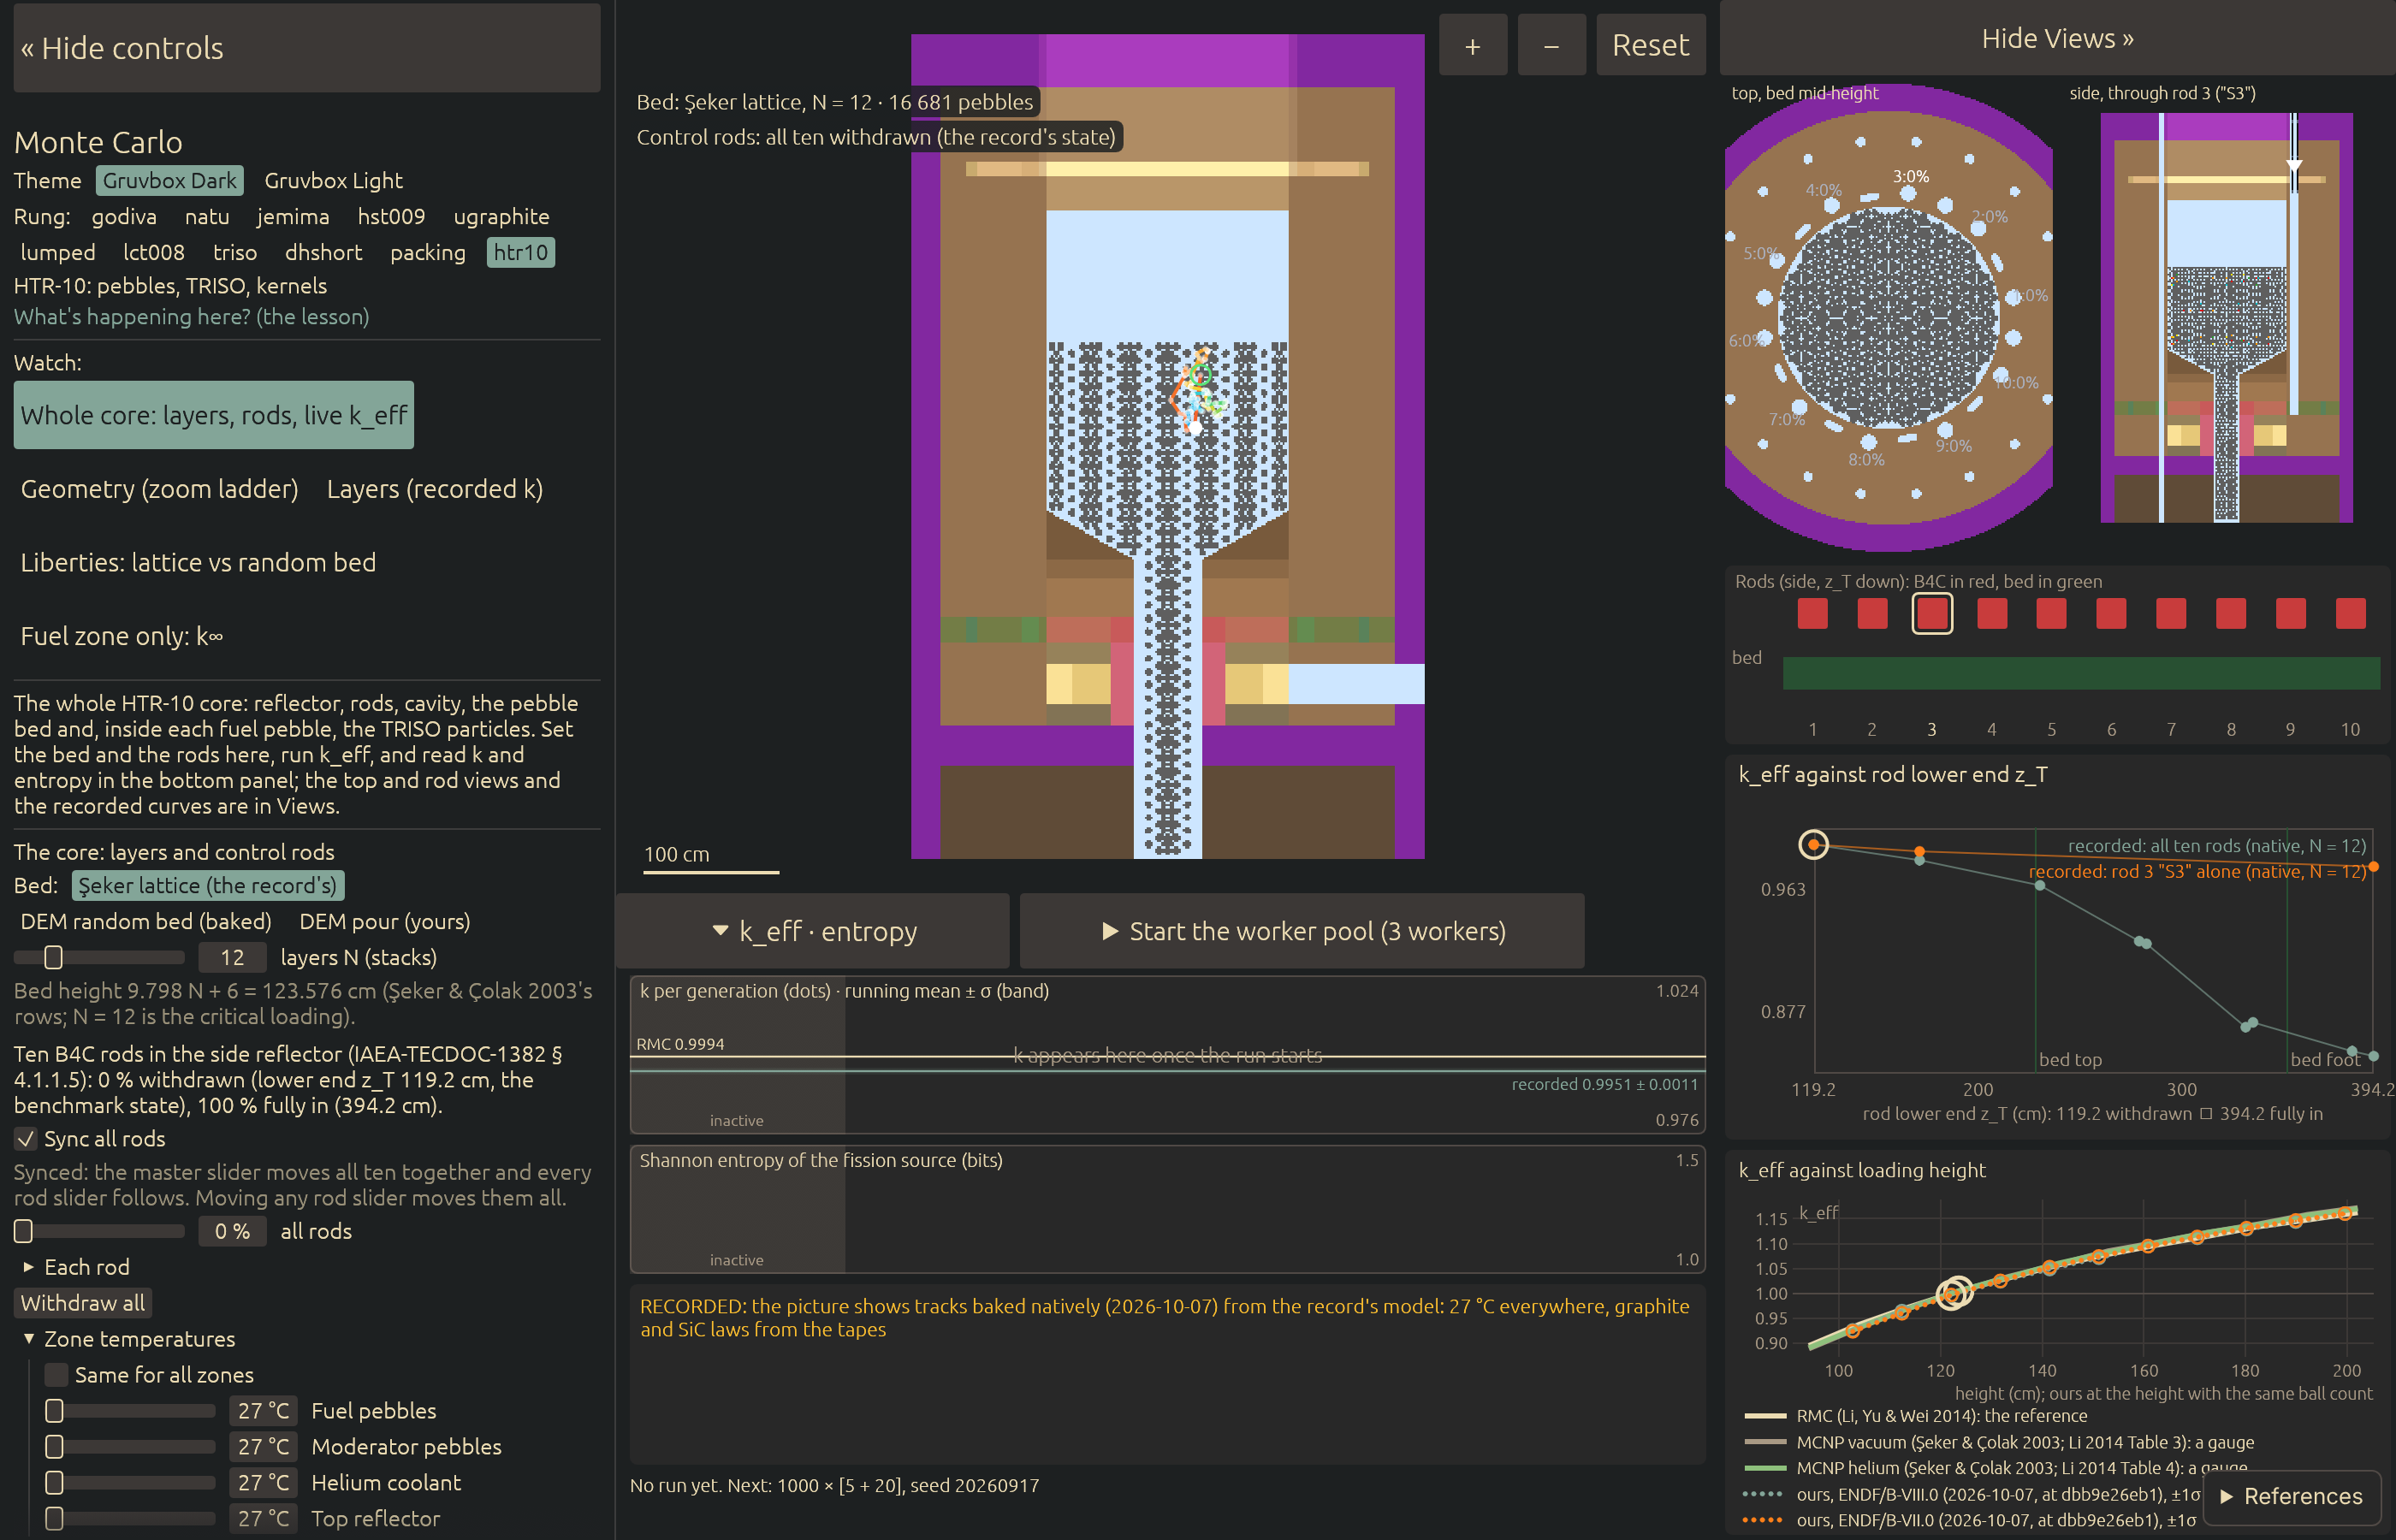 « Hide controls
Monte Carlo
Theme Gruvbox Dark Gruvbox Light
Rung: godiva natu jemima hst009 ugraphite
lumped lct008 triso dhshort packing htr10
HTR-10: pebbles, TRISO, kernels
What's happening here? (the lesson)
Watch:
Whole core: layers, rods, live k_eff
Geometry (zoom ladder) Layers (recorded k)
Liberties: lattice vs random bed
Fuel zone only: k∞
The whole HTR-10 core: reflector, rods, cavity, the pebble
bed and, inside each fuel pebble, the TRISO particles. Set
the bed and the rods here, run k_eff, and read k and
entropy in the bottom panel; the top and rod views and
the recorded curves are in Views.
The core: layers and control rods
Bed: Şeker lattice (the record's)
DEM random bed (baked) DEM pour (yours)
12 layers N (stacks)
Bed height 9.798 N + 6 = 123.576 cm (Şeker & Çolak 2003's
rows; N = 12 is the critical loading).
Ten B4C rods in the side reflector (IAEA-TECDOC-1382 §
4.1.1.5): 0 % withdrawn (lower end z_T 119.2 cm, the
benchmark state), 100 % fully in (394.2 cm).
Sync all rods
Synced: the master slider moves all ten together and every
rod slider follows. Moving any rod slider moves them all.
0 % all rods
Each rod
Withdraw all
Zone temperatures
Same for all zones
27 °C Fuel pebbles
27 °C Moderator pebbles
27 °C Helium coolant
27 °C Top reflector
+ − Reset
Bed: Şeker lattice, N = 12 · 16 681 pebbles
Control rods: all ten withdrawn (the record's state)
100 cm
k_eff · entropy
Start the worker pool (3 workers)
k per generation (dots) · running mean ± σ (band)
1.024
RMC 0.9994
k appears here once the run starts
recorded 0.9951 ± 0.0011
inactive
0.976
Shannon entropy of the fission source (bits)
1.5
inactive
1.0
RECORDED: the picture shows tracks baked natively (2026-10-07) from the record's model: 27 °C everywhere, graphite
and SiC laws from the tapes
No run yet. Next: 1000 × [5 + 20], seed 20260917
Hide Views »
top, bed mid-height
side, through rod 3 ("S3")
3:0%
4:0%
2:0%
5:0%
:0%
6:0%
10:0%
7:0%
9:0%
8:0%
Rods (side, z_T down): B4C in red, bed in green
bed
1 2 3 4 5 6 7 8 9 10
k_eff against rod lower end z_T
recorded: all ten rods (native, N = 12)
recorded: rod 3 "S3" alone (native, N = 12)
0.963
0.877
bed top
bed foot
119.2 200 300 394.2
rod lower end z_T (cm): 119.2 withdrawn □ 394.2 fully in
k_eff against loading height
k_eff
1.15
1.10
1.05
1.00
0.95
0.90
100 120 140 160 180 200
height (cm); ours at the height with the same ball count
RMC (Li, Yu & Wei 2014): the reference
MCNP vacuum (Şeker & Çolak 2003; Li 2014 Table 3): a gauge
MCNP helium (Şeker & Çolak 2003; Li 2014 Table 4): a gauge
ours, ENDF/B-VIII.0 (2026-10-07, at dbb9e26eb1), ±1σ
ours, ENDF/B-VII.0 (2026-10-07, at dbb9e26eb1), ±1σ
References